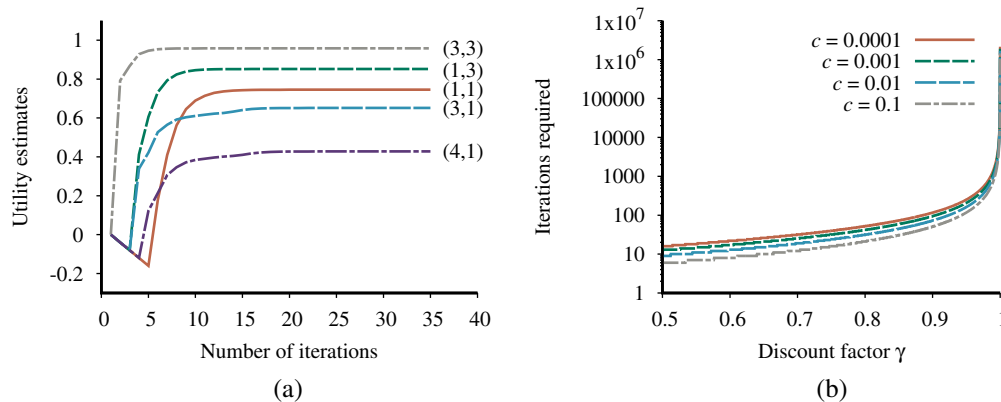 1
0.8
0.6
0.4
0.2
0
-0.2
Utility estimates
(3,3)
(1,3)
(1,1)
(3,1)
(4,1)
0 5 10 15 20 25 30 35 40
Number of iterations
(a)
1x10^7
1x10^6
100000
10000
1000
100
10
1
Iterations required
c = 0.0001
c = 0.001
c = 0.01
c = 0.1
0.5 0.6 0.7 0.8 0.9 1
Discount factor γ
(b)